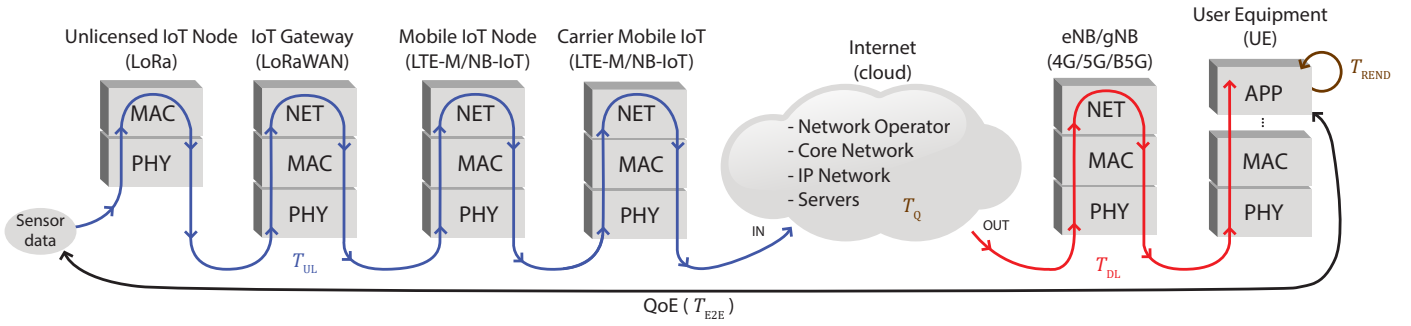 Unlicensed IoT Node
(LoRa)
MAC
PHY
Sensor
data
IoT Gateway
(LoRaWAN)
NET
MAC
PHY
T_UL
Mobile IoT Node
(LTE-M/NB-IoT)
NET
MAC
PHY
Carrier Mobile IoT
(LTE-M/NB-IoT)
NET
MAC
PHY
Internet
(cloud)
- Network Operator
- Core Network
- IP Network
- Servers
T_Q
IN
OUT
eNB/gNB
(4G/5G/B5G)
NET
MAC
PHY
T_DL
User Equipment
(UE)
APP
...
MAC
PHY
T_REND
QoE ( T_E2E )